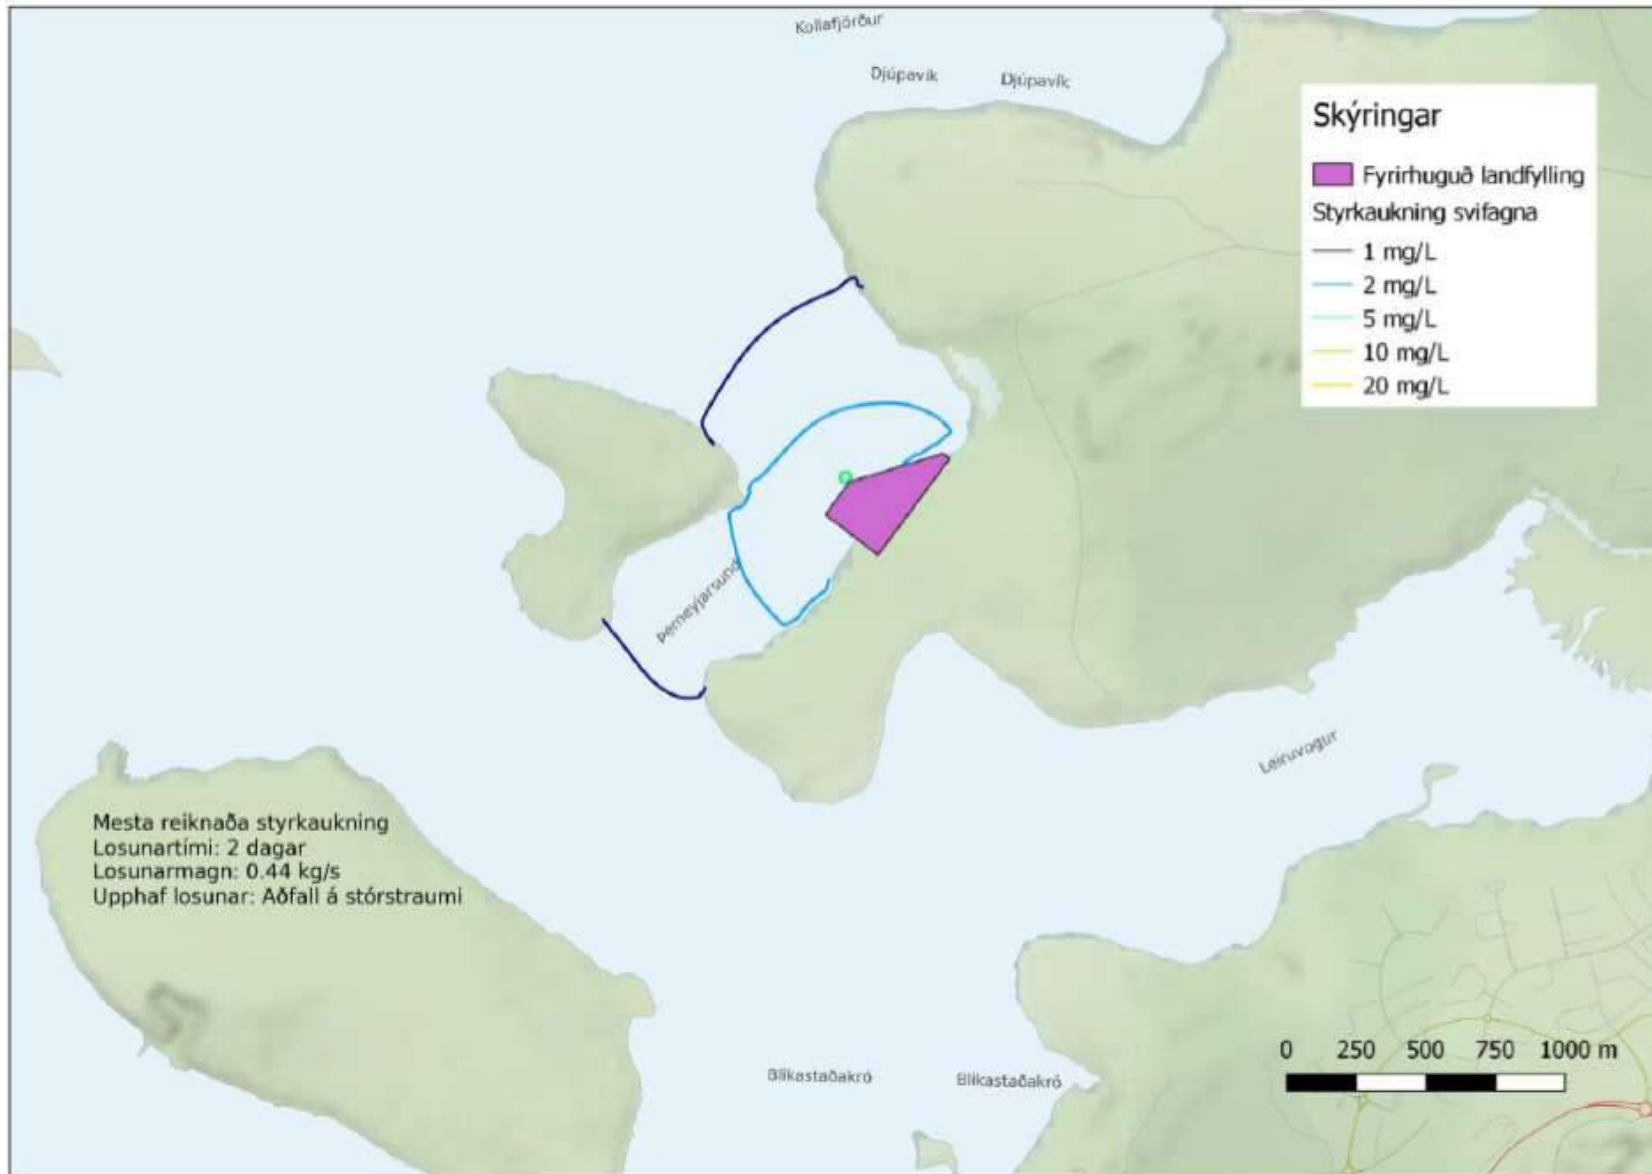 Kollafjörður
Djúpavík
Djúpavík
Skýringar
Fyrirhuguð landfylling
Styrkaukning svifagna
1 mg/L
2 mg/L
5 mg/L
10 mg/L
20 mg/L
Þerneyjarsund
Leiruvogur
Mesta reiknaða styrkaukning
Losunartími: 2 dagar
Losunarmagn: 0.44 kg/s
Upphaf losunar: Aðfall á stórstraumi
0 250 500 750 1000 m
Blikastaðakró
Blikastaðakró